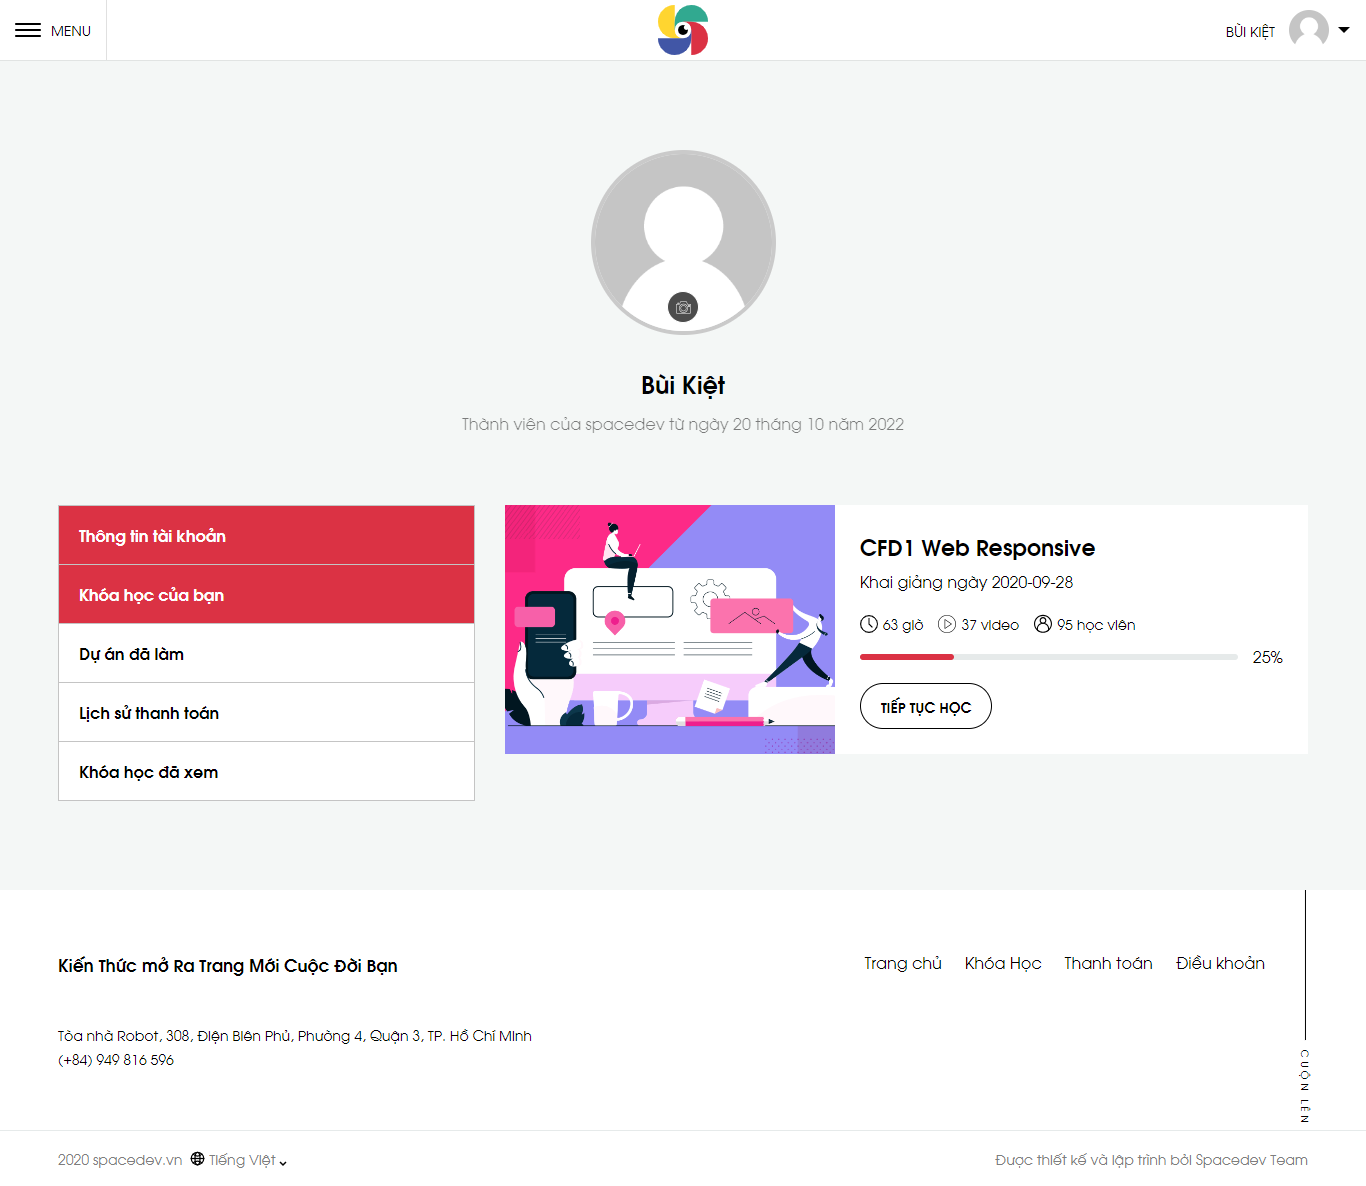 MENU
BÙI KIỆT
Bùi Kiệt
Thành viên của spacedev từ ngày 20 tháng 10 năm 2022
Thông tin tài khoản
Khóa học của bạn
Dự án đã làm
Lịch sử thanh toán
Khóa học đã xem
CFD1 Web Responsive
Khai giảng ngày 2020-09-28
63 giờ
37 video
95 học viên
25%
TIẾP TỤC HỌC
Kiến Thức mở Ra Trang Mới Cuộc Đời Bạn
Trang chủ
Khóa Học
Thanh toán
Điều khoản
Tòa nhà Robot, 308, Điện Biên Phủ, Phường 4, Quận 3, TP. Hồ Chí Minh
(+84) 949 816 596
CUỘN LÊN
2020 spacedev.vn
Tiếng Việt
Được thiết kế và lập trình bởi Spacedev Team